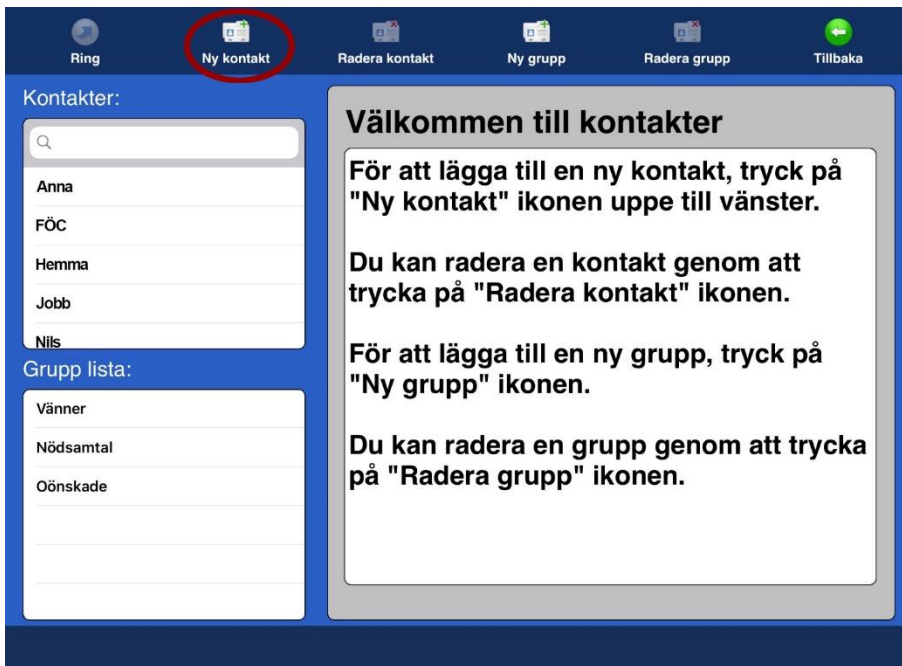 Ring
Ny kontakt
Radera kontakt
Ny grupp
Radera grupp
Tillbaka
Kontakter:
Anna
FÖC
Hemma
Jobb
Nils
Grupp lista:
Vänner
Nödsamtal
Oönskade
Välkommen till kontakter
För att lägga till en ny kontakt, tryck på
"Ny kontakt" ikonen uppe till vänster.
Du kan radera en kontakt genom att
trycka på "Radera kontakt" ikonen.
För att lägga till en ny grupp, tryck på
"Ny grupp" ikonen.
Du kan radera en grupp genom att trycka
på "Radera grupp" ikonen.